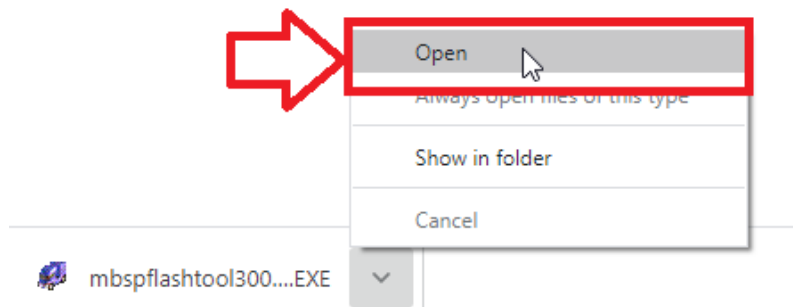 Open
Always open files of this type
Show in folder
Cancel
mbspflashtool300....EXE